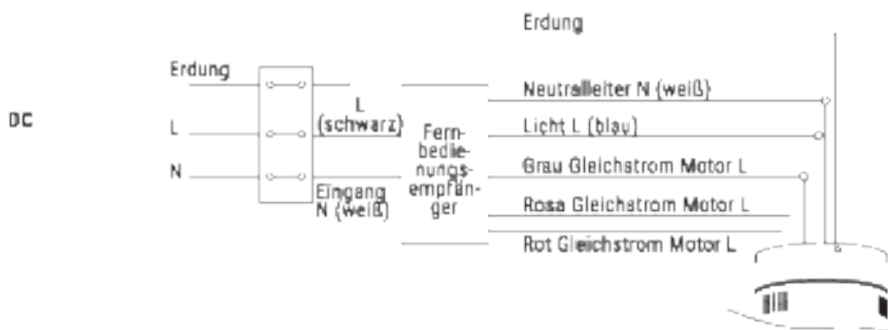 Erdung
Erdung
DC
L
N
L
(schwarz)
Eingang
N (weiß)
Fern-
bedie-
nungs-
empfän-
ger
Neutralleiter N (weiß)
Licht L (blau)
Grau Gleichstrom Motor L
Rosa Gleichstrom Motor L
Rot Gleichstrom Motor L